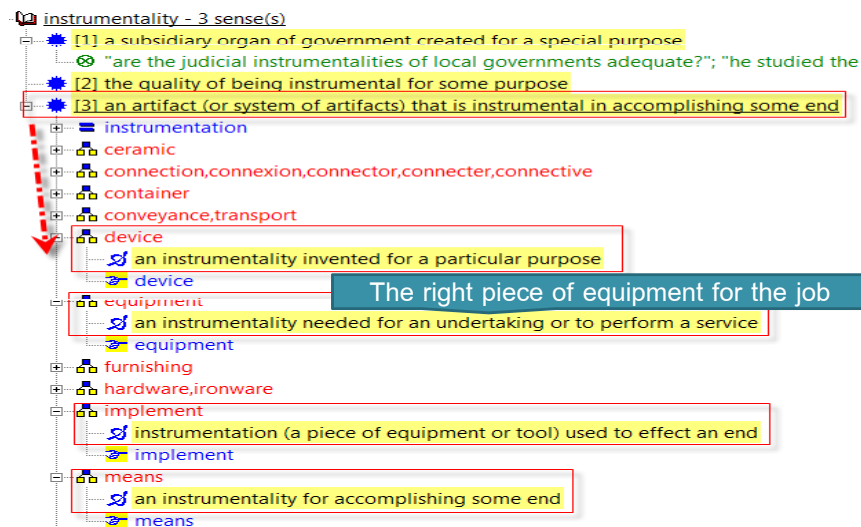 instrumentality - 3 sense(s)
[1] a subsidiary organ of government created for a special purpose
"are the judicial instrumentalities of local governments adequate?"; "he studied the
[2] the quality of being instrumental for some purpose
[3] an artifact (or system of artifacts) that is instrumental in accomplishing some end
instrumentation
ceramic
connection,connexion,connector,connecter,connective
container
conveyance,transport
device
an instrumentality invented for a particular purpose
device
The right piece of equipment for the job
equipment
an instrumentality needed for an undertaking or to perform a service
equipment
furnishing
hardware,ironware
implement
instrumentation (a piece of equipment or tool) used to effect an end
implement
means
an instrumentality for accomplishing some end
means